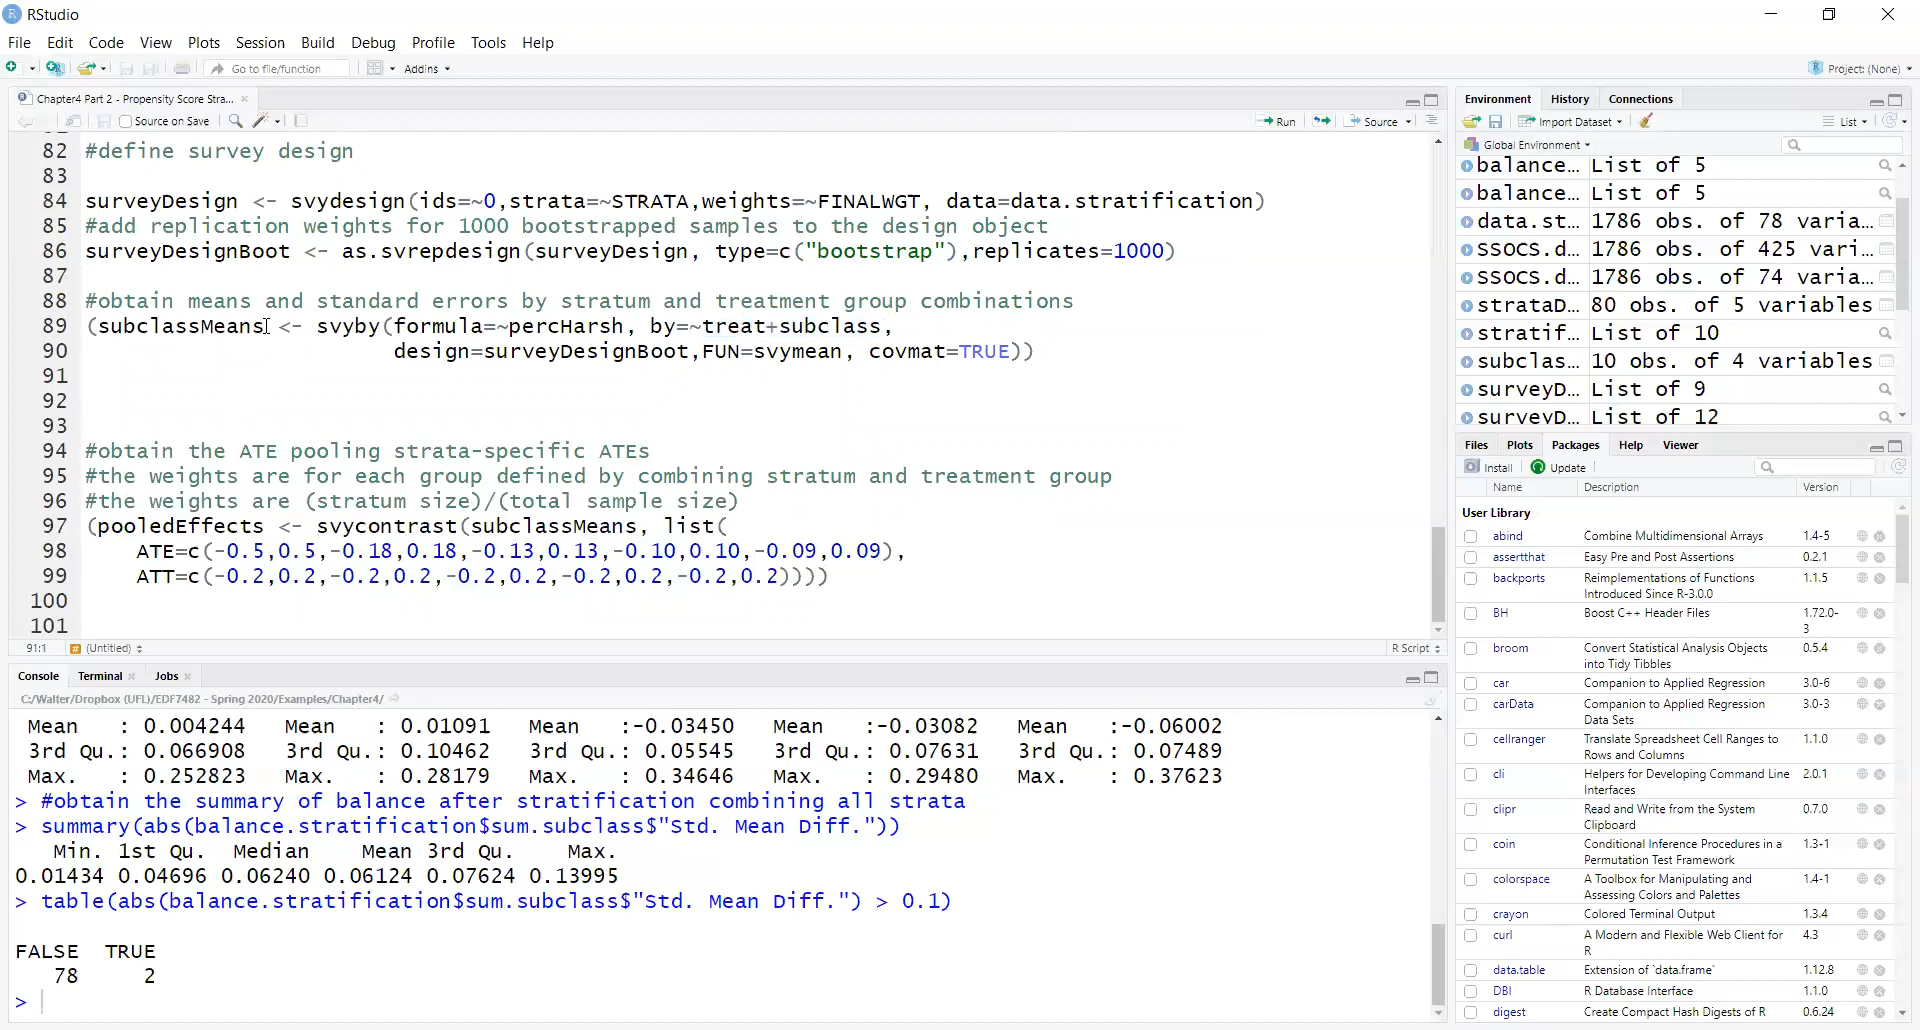 RStudio
File Edit Code View Plots Session Build Debug Profile Tools Help
Go to file/function Addins Project: (None)
Chapter4 Part 2 - Propensity Score Stra...
Source on Save Run Source
82 #define survey design
83
84 surveyDesign <- svydesign(ids=~0,strata=~STRATA,weights=~FINALWGT, data=data.stratification)
85 #add replication weights for 1000 bootstrapped samples to the design object
86 surveyDesignBoot <- as.svrepdesign(surveyDesign, type=c("bootstrap"),replicates=1000)
87
88 #obtain means and standard errors by stratum and treatment group combinations
89 (subclassMeans <- svyby(formula=~percHarsh, by=~treat+subclass,
90 design=surveyDesignBoot,FUN=svymean, covmat=TRUE))
91
92
93
94 #obtain the ATE pooling strata-specific ATEs
95 #the weights are for each group defined by combining stratum and treatment group
96 #the weights are (stratum size)/(total sample size)
97 (pooledEffects <- svycontrast(subclassMeans, list(
98 ATE=c(-0.5,0.5,-0.18,0.18,-0.13,0.13,-0.10,0.10,-0.09,0.09),
99 ATT=c(-0.2,0.2,-0.2,0.2,-0.2,0.2,-0.2,0.2,-0.2,0.2))))
100
101
91:1 (Untitled) R Script
Console Terminal Jobs
C:/Walter/Dropbox (UFL)/EDF7482 - Spring 2020/Examples/Chapter4/
Mean : 0.004244 Mean : 0.01091 Mean :-0.03450 Mean :-0.03082 Mean :-0.06002
3rd Qu.: 0.066908 3rd Qu.: 0.10462 3rd Qu.: 0.05545 3rd Qu.: 0.07631 3rd Qu.: 0.07489
Max. : 0.252823 Max. : 0.28179 Max. : 0.34646 Max. : 0.29480 Max. : 0.37623
> #obtain the summary of balance after stratification combining all strata
> summary(abs(balance.stratification$sum.subclass$"Std. Mean Diff."))
Min. 1st Qu. Median Mean 3rd Qu. Max.
0.01434 0.04696 0.06240 0.06124 0.07624 0.13995
> table(abs(balance.stratification$sum.subclass$"Std. Mean Diff.") > 0.1)
FALSE TRUE
78 2
>
Environment History Connections
Import Dataset List
Global Environment
balance... List of 5
balance... List of 5
data.st... 1786 obs. of 78 varia...
SSOCS.d... 1786 obs. of 425 vari...
SSOCS.d... 1786 obs. of 74 varia...
strataD... 80 obs. of 5 variables
stratif... List of 10
subclas... 10 obs. of 4 variables
surveyD... List of 9
surveyD... List of 12
Files Plots Packages Help Viewer
Install Update
Name Description Version
User Library
abind Combine Multidimensional Arrays 1.4-5
assertthat Easy Pre and Post Assertions 0.2.1
backports Reimplementations of Functions 1.1.5
Introduced Since R-3.0.0
BH Boost C++ Header Files 1.72.0-
3
broom Convert Statistical Analysis Objects 0.5.4
into Tidy Tibbles
car Companion to Applied Regression 3.0-6
carData Companion to Applied Regression 3.0-3
Data Sets
cellranger Translate Spreadsheet Cell Ranges to 1.1.0
Rows and Columns
cli Helpers for Developing Command Line 2.0.1
Interfaces
clipr Read and Write from the System 0.7.0
Clipboard
coin Conditional Inference Procedures in a 1.3-1
Permutation Test Framework
colorspace A Toolbox for Manipulating and 1.4-1
Assessing Colors and Palettes
crayon Colored Terminal Output 1.3.4
curl A Modern and Flexible Web Client for 4.3
R
data.table Extension of `data.frame` 1.12.8
DBI R Database Interface 1.1.0
digest Create Compact Hash Digests of R 0.6.24